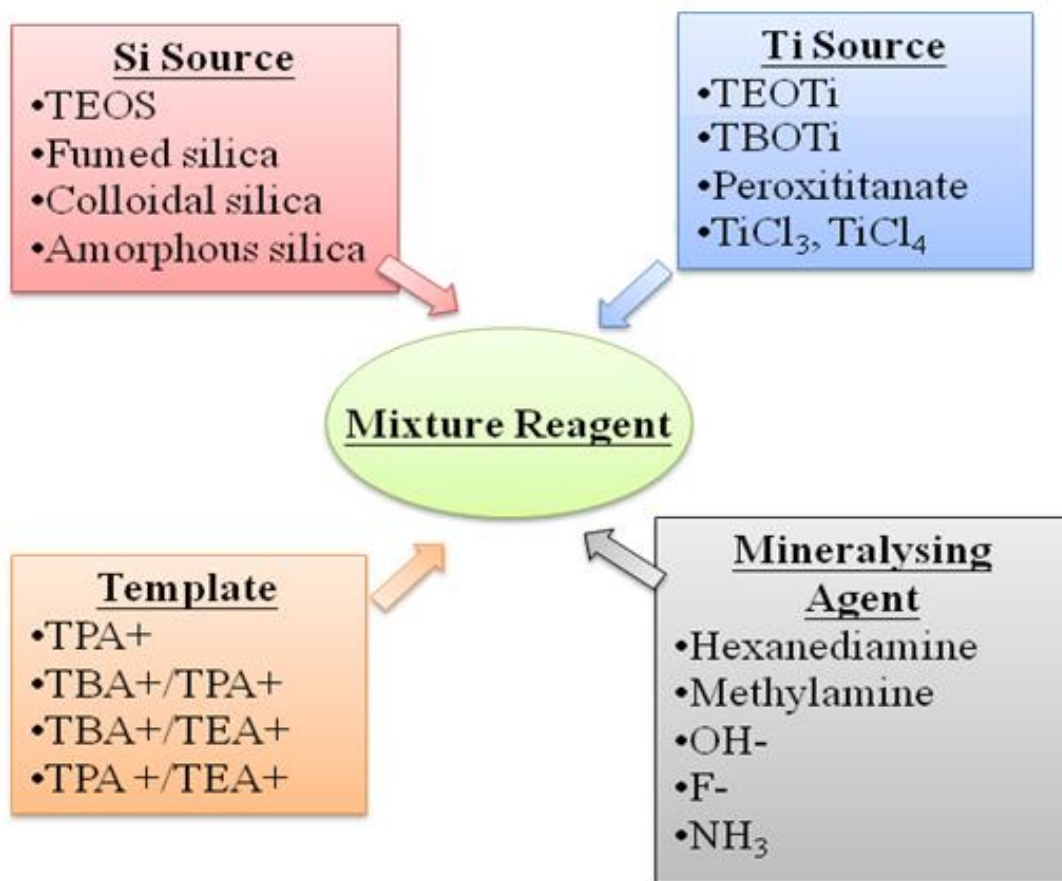 Si Source
•TEOS
•Fumed silica
•Colloidal silica
•Amorphous silica
Ti Source
•TEOTi
•TBOTi
•Peroxititanate
•TiCl₃, TiCl₄
Mixture Reagent
Template
•TPA+
•TBA+/TPA+
•TBA+/TEA+
•TPA +/TEA+
Mineralysing
Agent
•Hexanediamine
•Methylamine
•OH-
•F-
•NH₃